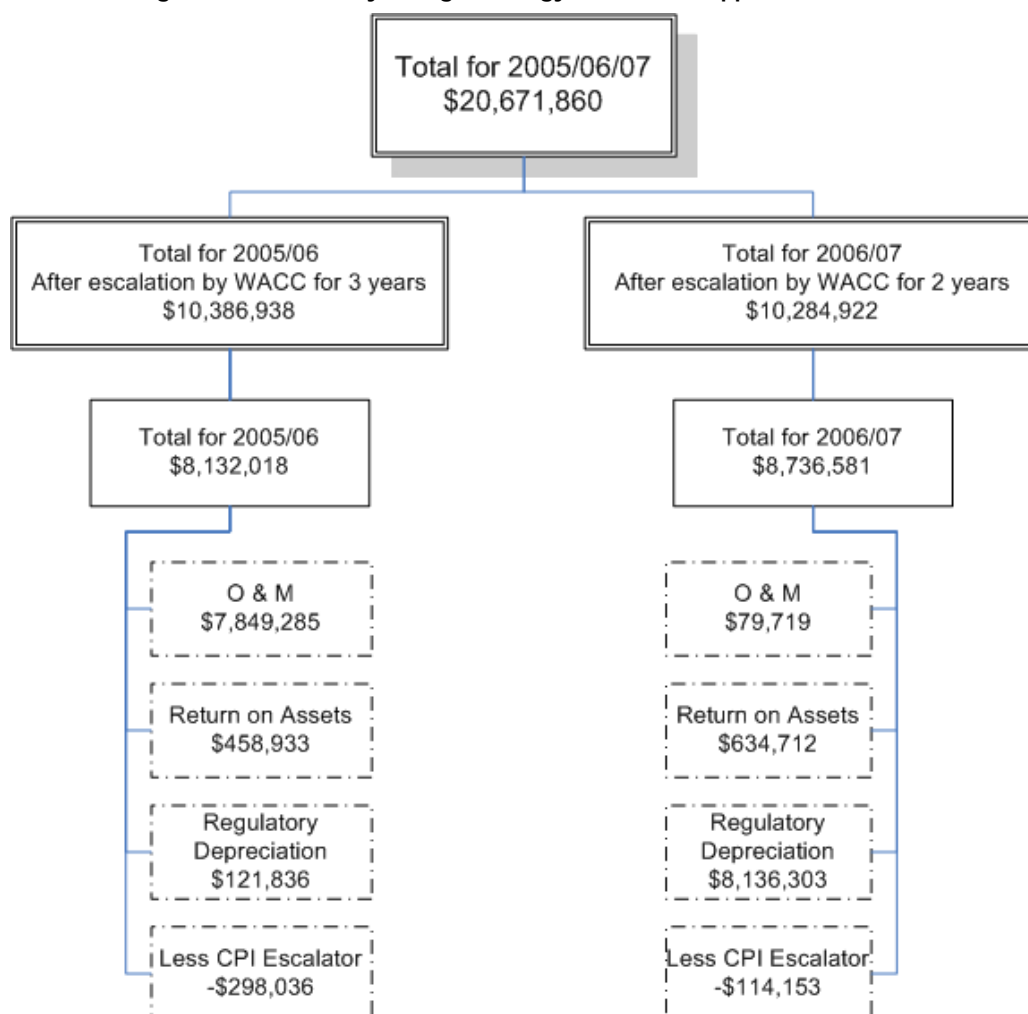 Total for 2005/06/07
$20,671,860
Total for 2005/06
After escalation by WACC for 3 years
$10,386,938
Total for 2006/07
After escalation by WACC for 2 years
$10,284,922
Total for 2005/06
$8,132,018
Total for 2006/07
$8,736,581
O & M
$7,849,285
Return on Assets
$458,933
Regulatory
Depreciation
$121,836
Less CPI Escalator
-$298,036
O & M
$79,719
Return on Assets
$634,712
Regulatory
Depreciation
$8,136,303
Less CPI Escalator
-$114,153